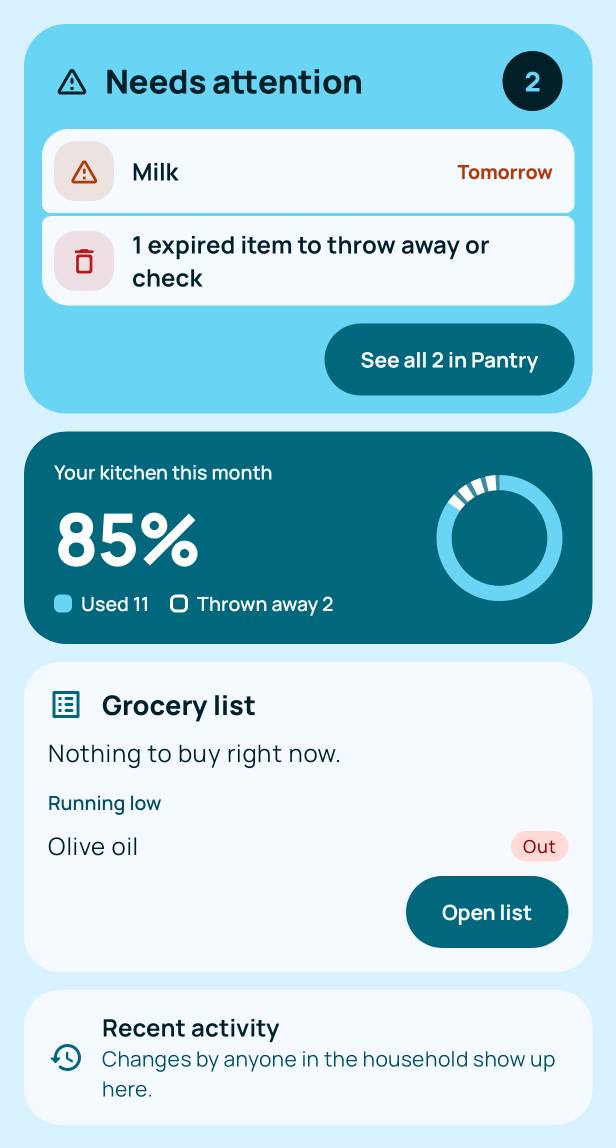 Needs attention
2
Milk
Tomorrow
1 expired item to throw away or
check
See all 2 in Pantry
Your kitchen this month
85%
Used 11
Thrown away 2
Grocery list
Nothing to buy right now.
Running low
Olive oil
Out
Open list
Recent activity
Changes by anyone in the household show up
here.